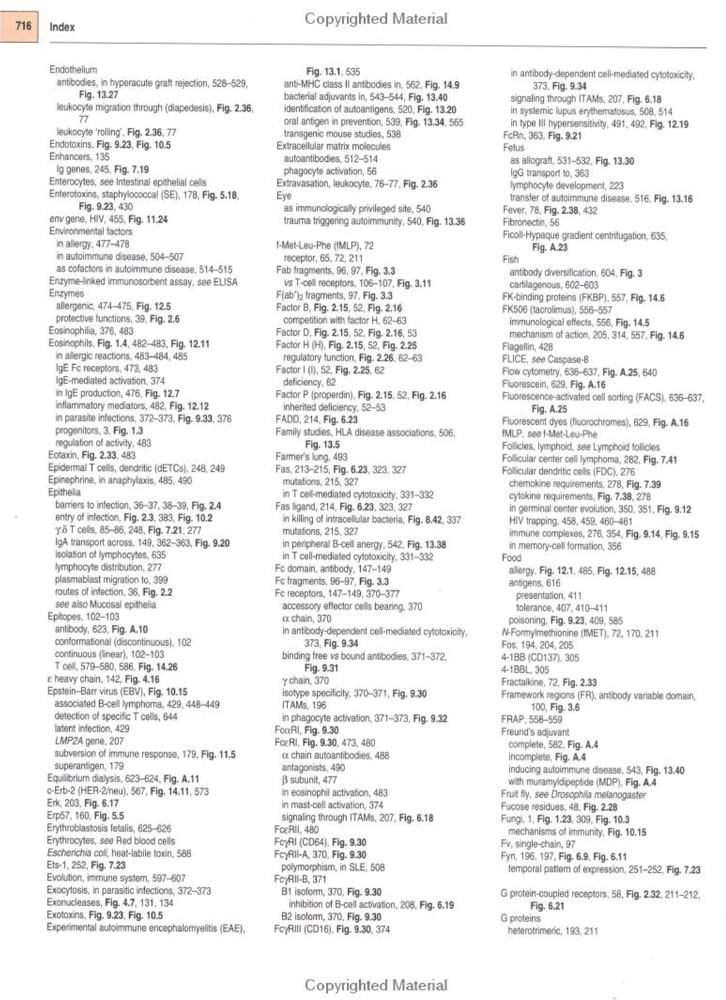 Copyrighted Material
716 Index
Endothelium
antibodies, in hyperacute graft rejection, 528–529,
Fig. 13.27
leukocyte migration through (diapedesis), Fig. 2.36,
77
leukocyte 'rolling', Fig. 2.36, 77
Endotoxins, Fig. 9.23, Fig. 10.5
Enhancers, 135
Ig genes, 245, Fig. 7.19
Enterocytes, see Intestinal epithelial cells
Enterotoxins, staphylococcal (SE), 178, Fig. 5.18,
Fig. 9.23, 430
env gene, HIV, 455, Fig. 11.24
Environmental factors
in allergy, 477–478
in autoimmune disease, 504–507
as cofactors in autoimmune disease, 514–515
Enzyme-linked immunosorbent assay, see ELISA
Enzymes
allergenic, 474–475, Fig. 12.5
protective functions, 39, Fig. 2.6
Eosinophilia, 376, 483
Eosinophils, Fig. 1.4, 482–483, Fig. 12.11
in allergic reactions, 483–484, 485
IgE Fc receptors, 473, 483
IgE-mediated activation, 374
in IgE production, 476, Fig. 12.7
inflammatory mediators, 482, Fig. 12.12
in parasite infections, 372–373, Fig. 9.33, 376
progenitors, 3, Fig. 1.3
regulation of activity, 483
Eotaxin, Fig. 2.33, 483
Epidermal T cells, dendritic (dETCs), 248, 249
Epinephrine, in anaphylaxis, 485, 490
Epithelia
barriers to infection, 36–37, 38–39, Fig. 2.4
entry of infection, Fig. 2.3, 383, Fig. 10.2
γ:δ T cells, 85–86, 248, Fig. 7.21, 277
IgA transport across, 149, 362–363, Fig. 9.20
isolation of lymphocytes, 635
lymphocyte distribution, 277
plasmablast migration to, 399
routes of infection, 36, Fig. 2.2
see also Mucosal epithelia
Epitopes, 102–103
antibody, 623, Fig. A.10
conformational (discontinuous), 102
continuous (linear), 102–103
T cell, 579–580, 586, Fig. 14.26
ε heavy chain, 142, Fig. 4.16
Epstein–Barr virus (EBV), Fig. 10.15
associated B-cell lymphoma, 429, 448–449
detection of specific T cells, 644
latent infection, 429
LMP2A gene, 207
subversion of immune response, 179, Fig. 11.5
superantigen, 179
Equilibrium dialysis, 623–624, Fig. A.11
c-Erb-2 (HER-2/neu), 567, Fig. 14.11, 573
Erk, 203, Fig. 6.17
Erp57, 160, Fig. 5.5
Erythroblastosis fetalis, 625–626
Erythrocytes, see Red blood cells
Escherichia coli, heat-labile toxin, 588
Ets-1, 252, Fig. 7.23
Evolution, immune system, 597–607
Exocytosis, in parasitic infections, 372–373
Exonucleases, Fig. 4.7, 131, 134
Exotoxins, Fig. 9.23, Fig. 10.5
Experimental autoimmune encephalomyelitis (EAE),
Fig. 13.1, 535
anti-MHC class II antibodies in, 562, Fig. 14.9
bacterial adjuvants in, 543–544, Fig. 13.40
identification of autoantigens, 520, Fig. 13.20
oral antigen in prevention, 539, Fig. 13.34, 565
transgenic mouse studies, 538
Extracellular matrix molecules
autoantibodies, 512–514
phagocyte activation, 56
Extravasation, leukocyte, 76–77, Fig. 2.36
Eye
as immunologically privileged site, 540
trauma triggering autoimmunity, 540, Fig. 13.36
f-Met-Leu-Phe (fMLP), 72
receptor, 65, 72, 211
Fab fragments, 96, 97, Fig. 3.3
vs T-cell receptors, 106–107, Fig. 3.11
F(ab′)2 fragments, 97, Fig. 3.3
Factor B, Fig. 2.15, 52, Fig. 2.16
competition with factor H, 62–63
Factor D, Fig. 2.15, 52, Fig. 2.16, 53
Factor H (H), Fig. 2.15, 52, Fig. 2.25
regulatory function, Fig. 2.26, 62–63
Factor I (I), 52, Fig. 2.25, 62
deficiency, 62
Factor P (properdin), Fig. 2.15, 52, Fig. 2.16
inherited deficiency, 52–53
FADD, 214, Fig. 6.23
Family studies, HLA disease associations, 506,
Fig. 13.5
Farmer's lung, 493
Fas, 213–215, Fig. 6.23, 323, 327
mutations, 215, 327
in T cell-mediated cytotoxicity, 331–332
Fas ligand, 214, Fig. 6.23, 323, 327
in killing of intracellular bacteria, Fig. 8.42, 337
mutations, 215, 327
in peripheral B-cell anergy, 542, Fig. 13.38
in T cell-mediated cytotoxicity, 331–332
Fc domain, antibody, 147–149
Fc fragments, 96–97, Fig. 3.3
Fc receptors, 147–149, 370–377
accessory effector cells bearing, 370
α chain, 370
in antibody-dependent cell-mediated cytotoxicity,
373, Fig. 9.34
binding free vs bound antibodies, 371–372,
Fig. 9.31
γ chain, 370
isotype specificity, 370–371, Fig. 9.30
ITAMs, 196
in phagocyte activation, 371–373, Fig. 9.32
FcαRI, Fig. 9.30
FcεRI, Fig. 9.30, 473, 480
α chain autoantibodies, 488
antagonists, 490
β subunit, 477
in eosinophil activation, 483
in mast-cell activation, 374
signaling through ITAMs, 207, Fig. 6.18
FcεRII, 480
FcγRI (CD64), Fig. 9.30
FcγRII-A, 370, Fig. 9.30
polymorphism, in SLE, 508
FcγRII-B, 371
B1 isoform, 370, Fig. 9.30
inhibition of B-cell activation, 208, Fig. 6.19
B2 isoform, 370, Fig. 9.30
FcγRIII (CD16), Fig. 9.30, 374
in antibody-dependent cell-mediated cytotoxicity,
373, Fig. 9.34
signaling through ITAMs, 207, Fig. 6.18
in systemic lupus erythematosus, 508, 514
in type III hypersensitivity, 491, 492, Fig. 12.19
FcRn, 363, Fig. 9.21
Fetus
as allograft, 531–532, Fig. 13.30
IgG transport to, 363
lymphocyte development, 223
transfer of autoimmune disease, 516, Fig. 13.16
Fever, 78, Fig. 2.38, 432
Fibronectin, 56
Ficoll-Hypaque gradient centrifugation, 635,
Fig. A.23
Fish
antibody diversification, 604, Fig. 3
cartilagenous, 602–603
FK-binding proteins (FKBP), 557, Fig. 14.6
FK506 (tacrolimus), 556–557
immunological effects, 556, Fig. 14.5
mechanism of action, 205, 314, 557, Fig. 14.6
Flagellin, 428
FLICE, see Caspase-8
Flow cytometry, 636–637, Fig. A.25, 640
Fluorescein, 629, Fig. A.16
Fluorescence-activated cell sorting (FACS), 636–637,
Fig. A.25
Fluorescent dyes (fluorochromes), 629, Fig. A.16
fMLP, see f-Met-Leu-Phe
Follicles, lymphoid, see Lymphoid follicles
Follicular center cell lymphoma, 282, Fig. 7.41
Follicular dendritic cells (FDC), 276
chemokine requirements, 278, Fig. 7.39
cytokine requirements, Fig. 7.38, 278
in germinal center evolution, 350, 351, Fig. 9.12
HIV trapping, 458, 459, 460–461
immune complexes, 276, 354, Fig. 9.14, Fig. 9.15
in memory-cell formation, 356
Food
allergy, Fig. 12.1, 485, Fig. 12.15, 488
antigens, 616
presentation, 411
tolerance, 407, 410–411
poisoning, Fig. 9.23, 409, 585
N-Formylmethionine (fMET), 72, 170, 211
Fos, 194, 204, 205
4-1BB (CD137), 305
4-1BBL, 305
Fractalkine, 72, Fig. 2.33
Framework regions (FR), antibody variable domain,
100, Fig. 3.6
FRAP, 558–559
Freund's adjuvant
complete, 582, Fig. A.4
incomplete, Fig. A.4
inducing autoimmune disease, 543, Fig. 13.40
with muramyldipeptide (MDP), Fig. A.4
Fruit fly, see Drosophila melanogaster
Fucose residues, 48, Fig. 2.28
Fungi, 1, Fig. 1.23, 309, Fig. 10.3
mechanisms of immunity, Fig. 10.15
Fv, single-chain, 97
Fyn, 196, 197, Fig. 6.9, Fig. 6.11
temporal pattern of expression, 251–252, Fig. 7.23
G protein-coupled receptors, 58, Fig. 2.32, 211–212,
Fig. 6.21
G proteins
heterotrimeric, 193, 211
Copyrighted Material